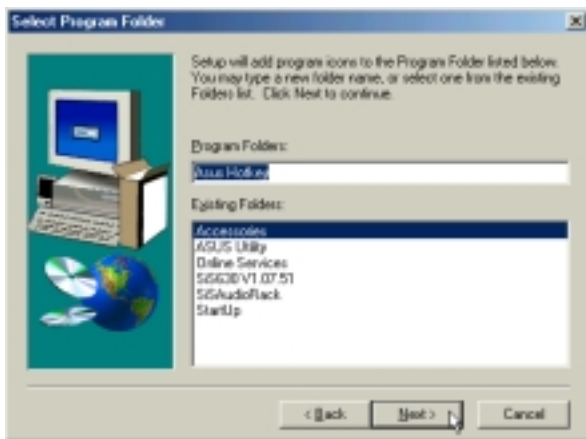 Select Program Folder
Setup will add program icons to the Program Folder listed below.
You may type a new folder name, or select one from the existing
Folders list. Click Next to continue.
Program Folders:
Asus Hotkey
Existing Folders:
Accessories
ASUS Utility
Online Services
SiS630 V1.07.51
SiSAudioRack
StartUp
< Back
Next >
Cancel